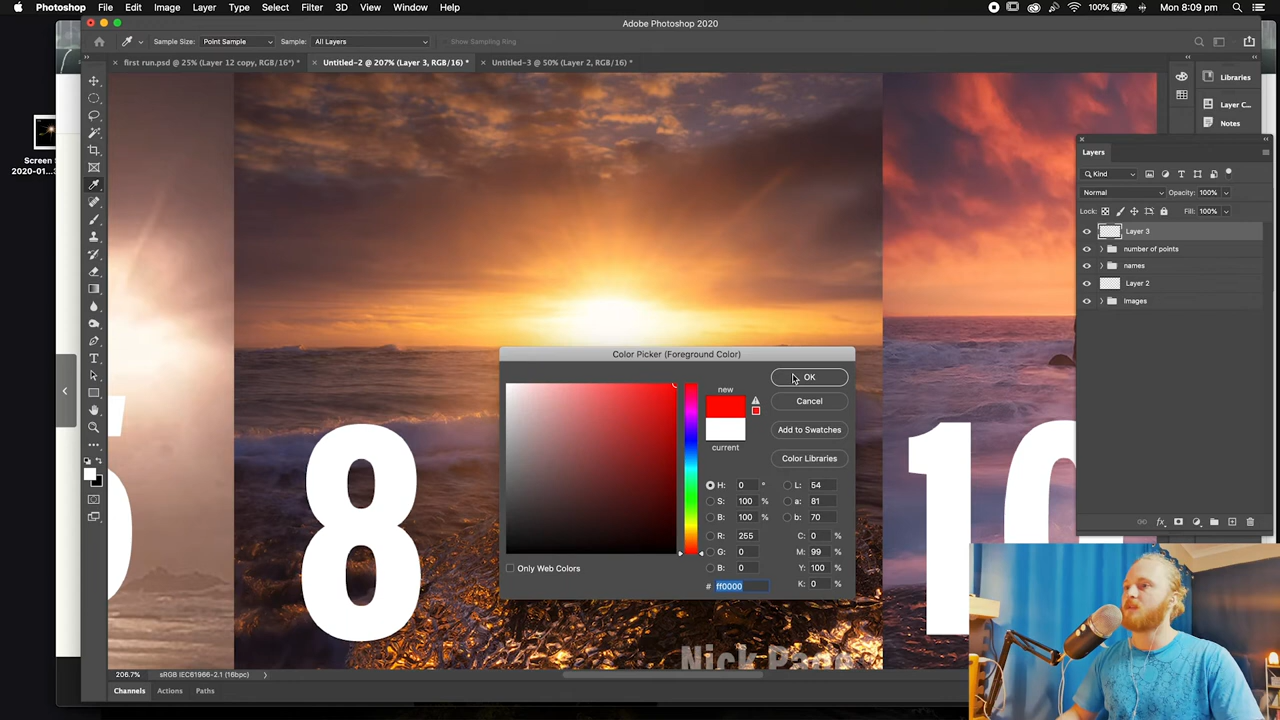 Photoshop File Edit Image Layer Type Select Filter 3D View Window Help 100% Mon 8:09 pm
Adobe Photoshop 2020
Sample Size: Point Sample Sample: All Layers Show Sampling Ring
first run.psd @ 25% (Layer 12 copy, RGB/16*) * Untitled-2 @ 207% (Layer 3, RGB/16) * Untitled-3 @ 50% (Layer 2, RGB/16) *
Libraries
Layer C...
Notes
Screen S
2020-01...3
Layers
Kind
Normal Opacity: 100%
Lock: Fill: 100%
Layer 3
number of points
names
Layer 2
Images
Color Picker (Foreground Color)
new
current
OK
Cancel
Add to Swatches
Color Libraries
H: 0 ° L: 54
S: 100 % a: 81
B: 100 % b: 70
R: 255 C: 0 %
G: 0 M: 99 %
B: 0 Y: 100 %
# ff0000 K: 0 %
Only Web Colors
8
10
Nick Page
206.7% sRGB IEC61966-2.1 (16bpc)
Channels Actions Paths